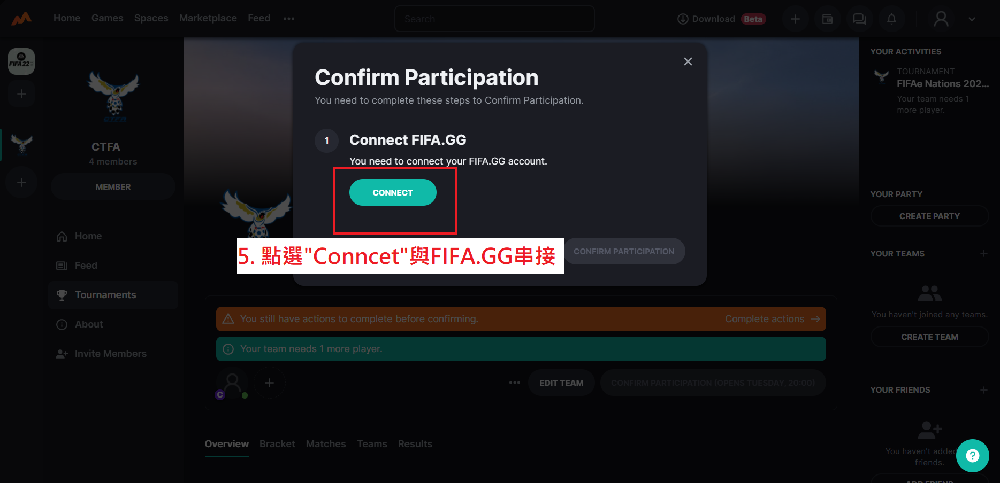 Home Games Spaces Marketplace Feed
Search
Download Beta
FIFA 22
CTFA
CTFA
4 members
MEMBER
Home
Feed
Tournaments
About
Invite Members
Confirm Participation
You need to complete these steps to Confirm Participation.
1
Connect FIFA.GG
You need to connect your FIFA.GG account.
CONNECT
5. 點選"Conncet"與FIFA.GG串接
CONFIRM PARTICIPATION
You still have actions to complete before confirming.
Complete actions →
Your team needs 1 more player.
C
EDIT TEAM
CONFIRM PARTICIPATION (OPENS TUESDAY, 20:00)
Overview Bracket Matches Teams Results
YOUR ACTIVITIES
TOURNAMENT
FIFAe Nations 202...
Your team needs 1
more player.
YOUR PARTY
CREATE PARTY
YOUR TEAMS
You haven't joined any teams.
CREATE TEAM
YOUR FRIENDS
You haven't added
friends.
ADD FRIEND